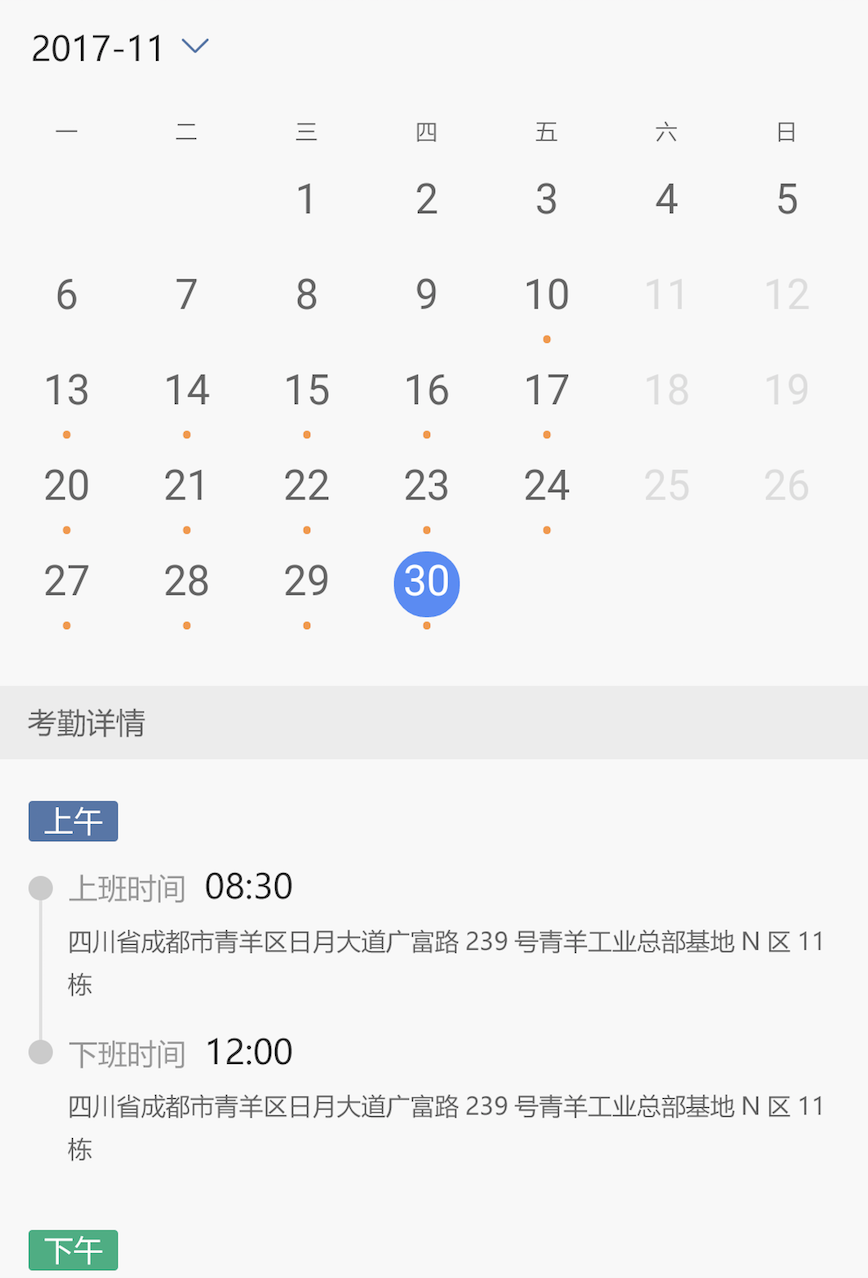 2017-11
一 二 三 四 五 六 日
1 2 3 4 5
6 7 8 9 10 11 12
13 14 15 16 17 18 19
20 21 22 23 24 25 26
27 28 29 30
考勤详情
上午
上班时间 08:30
四川省成都市青羊区日月大道广富路 239 号青羊工业总部基地 N 区 11
栋
下班时间 12:00
四川省成都市青羊区日月大道广富路 239 号青羊工业总部基地 N 区 11
栋
下午